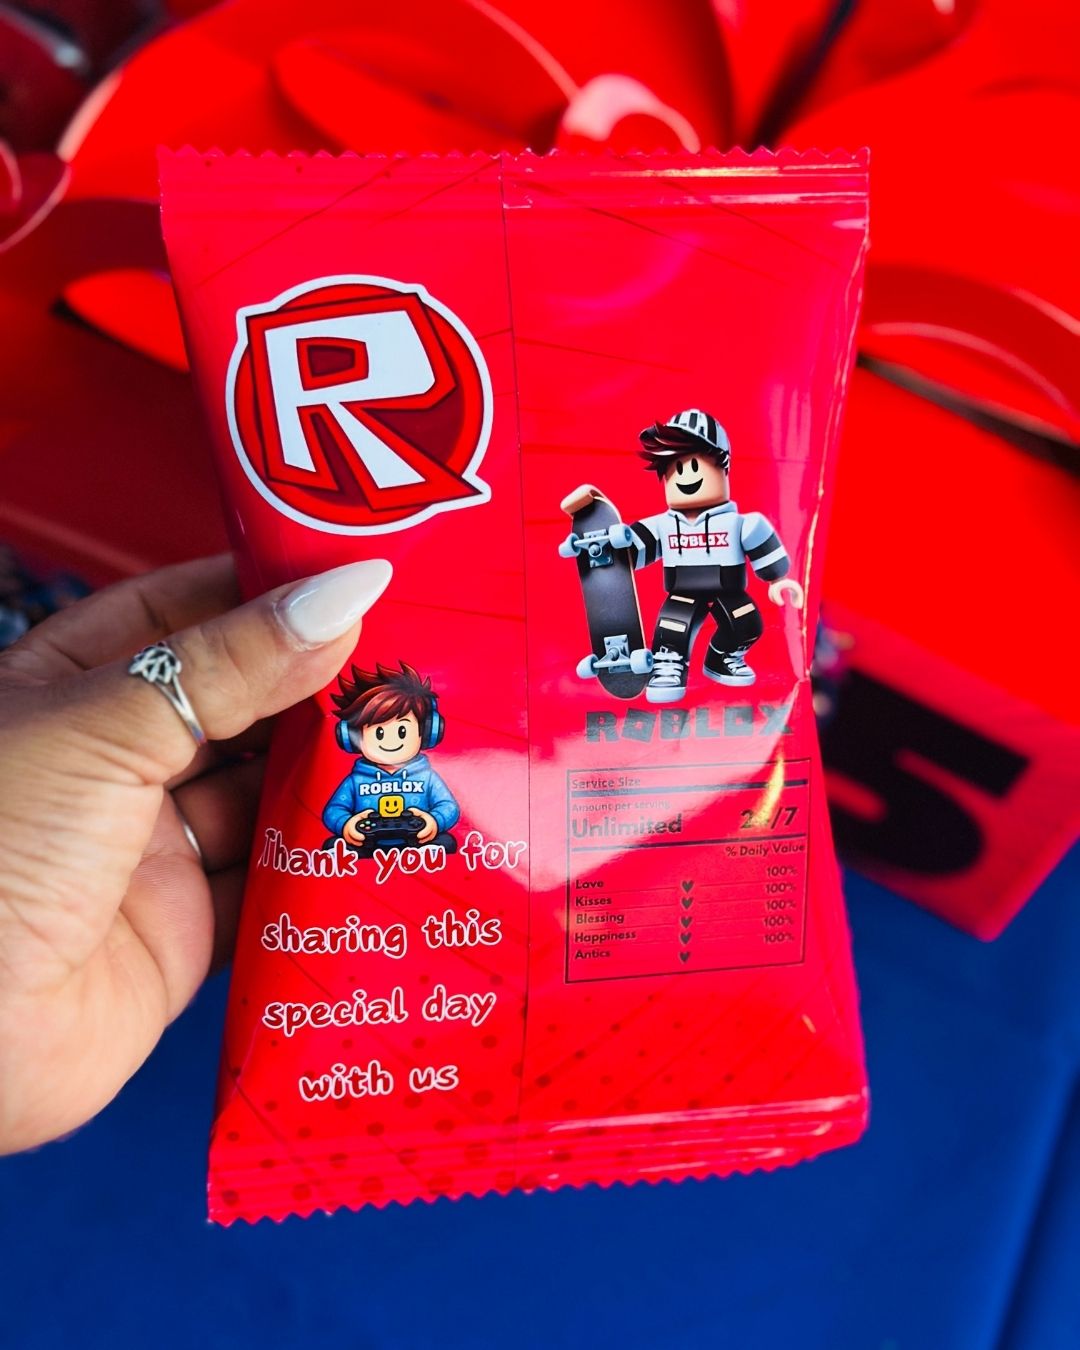 R
ROBLOX
ROBLOX
ROBLOX
Thank you for
sharing this
special day
with us
Service Size
Amount per serving
Unlimited 24/7
% Daily Value
Love 100%
Kisses 100%
Blessing 100%
Happiness 100%
Antics 100%
5